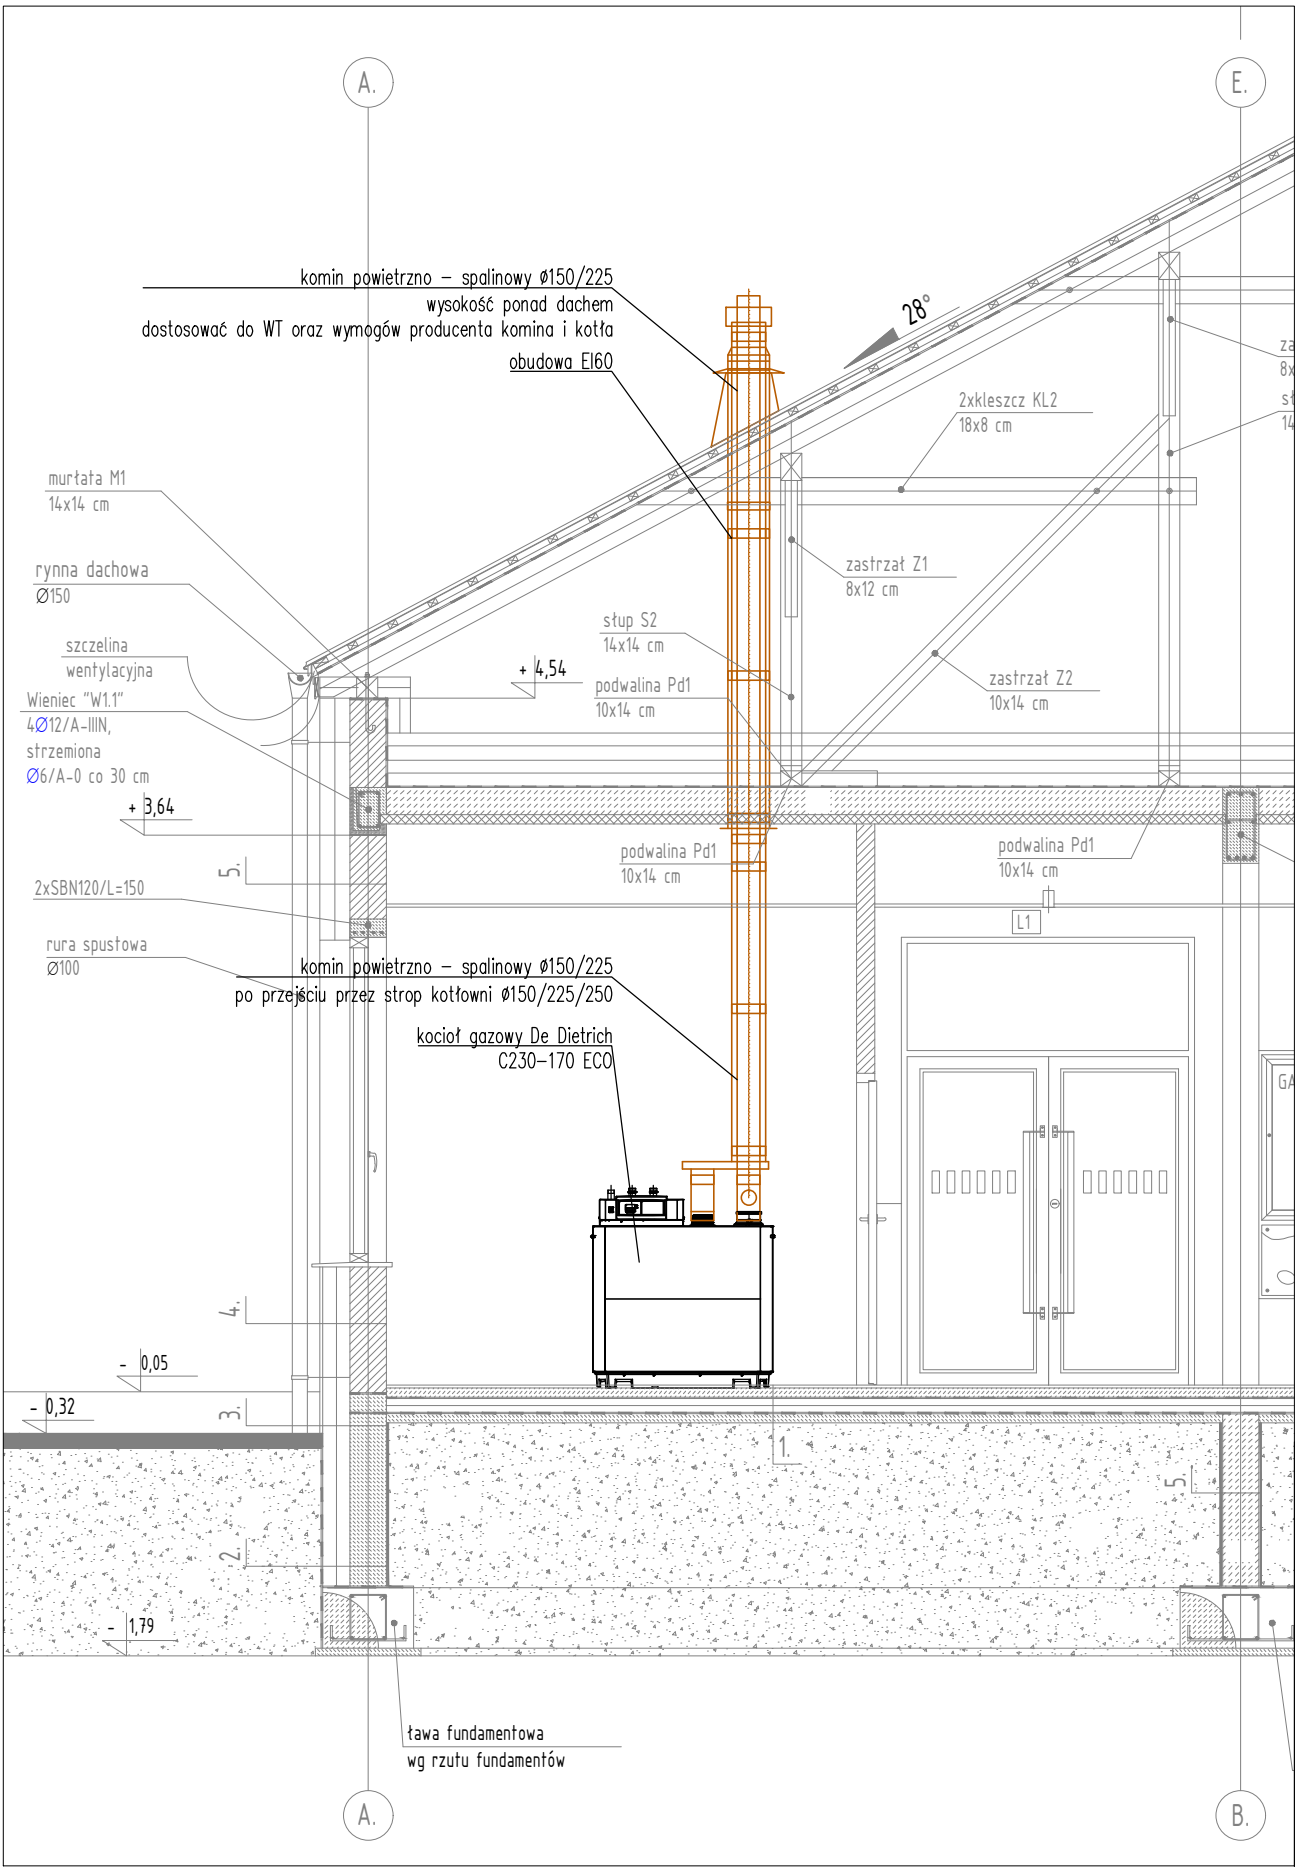 A.
E.
komin powietrzno – spalinowy ø150/225
wysokość ponad dachem
dostosować do WT oraz wymogów producenta komina i kotła
obudowa EI60
28°
2xkleszcz KL2
18x8 cm
murłata M1
14x14 cm
rynna dachowa
Ø150
szczelina
wentylacyjna
Wieniec "W1.1"
4Ø12/A-IIIN,
strzemiona
Ø6/A-0 co 30 cm
+ 3,64
+ 4,54
zastrzał Z1
8x12 cm
słup S2
14x14 cm
podwalina Pd1
10x14 cm
zastrzał Z2
10x14 cm
podwalina Pd1
10x14 cm
podwalina Pd1
10x14 cm
5.
2xSBN120/L=150
rura spustowa
Ø100
L1
komin powietrzno – spalinowy ø150/225
po przejściu przez strop kotłowni ø150/225/250
kocioł gazowy De Dietrich
C230–170 ECO
GA
4.
- 0,05
- 0,32
3.
1.
5.
2.
- 1,79
ława fundamentowa
wg rzutu fundamentów
A.
B.